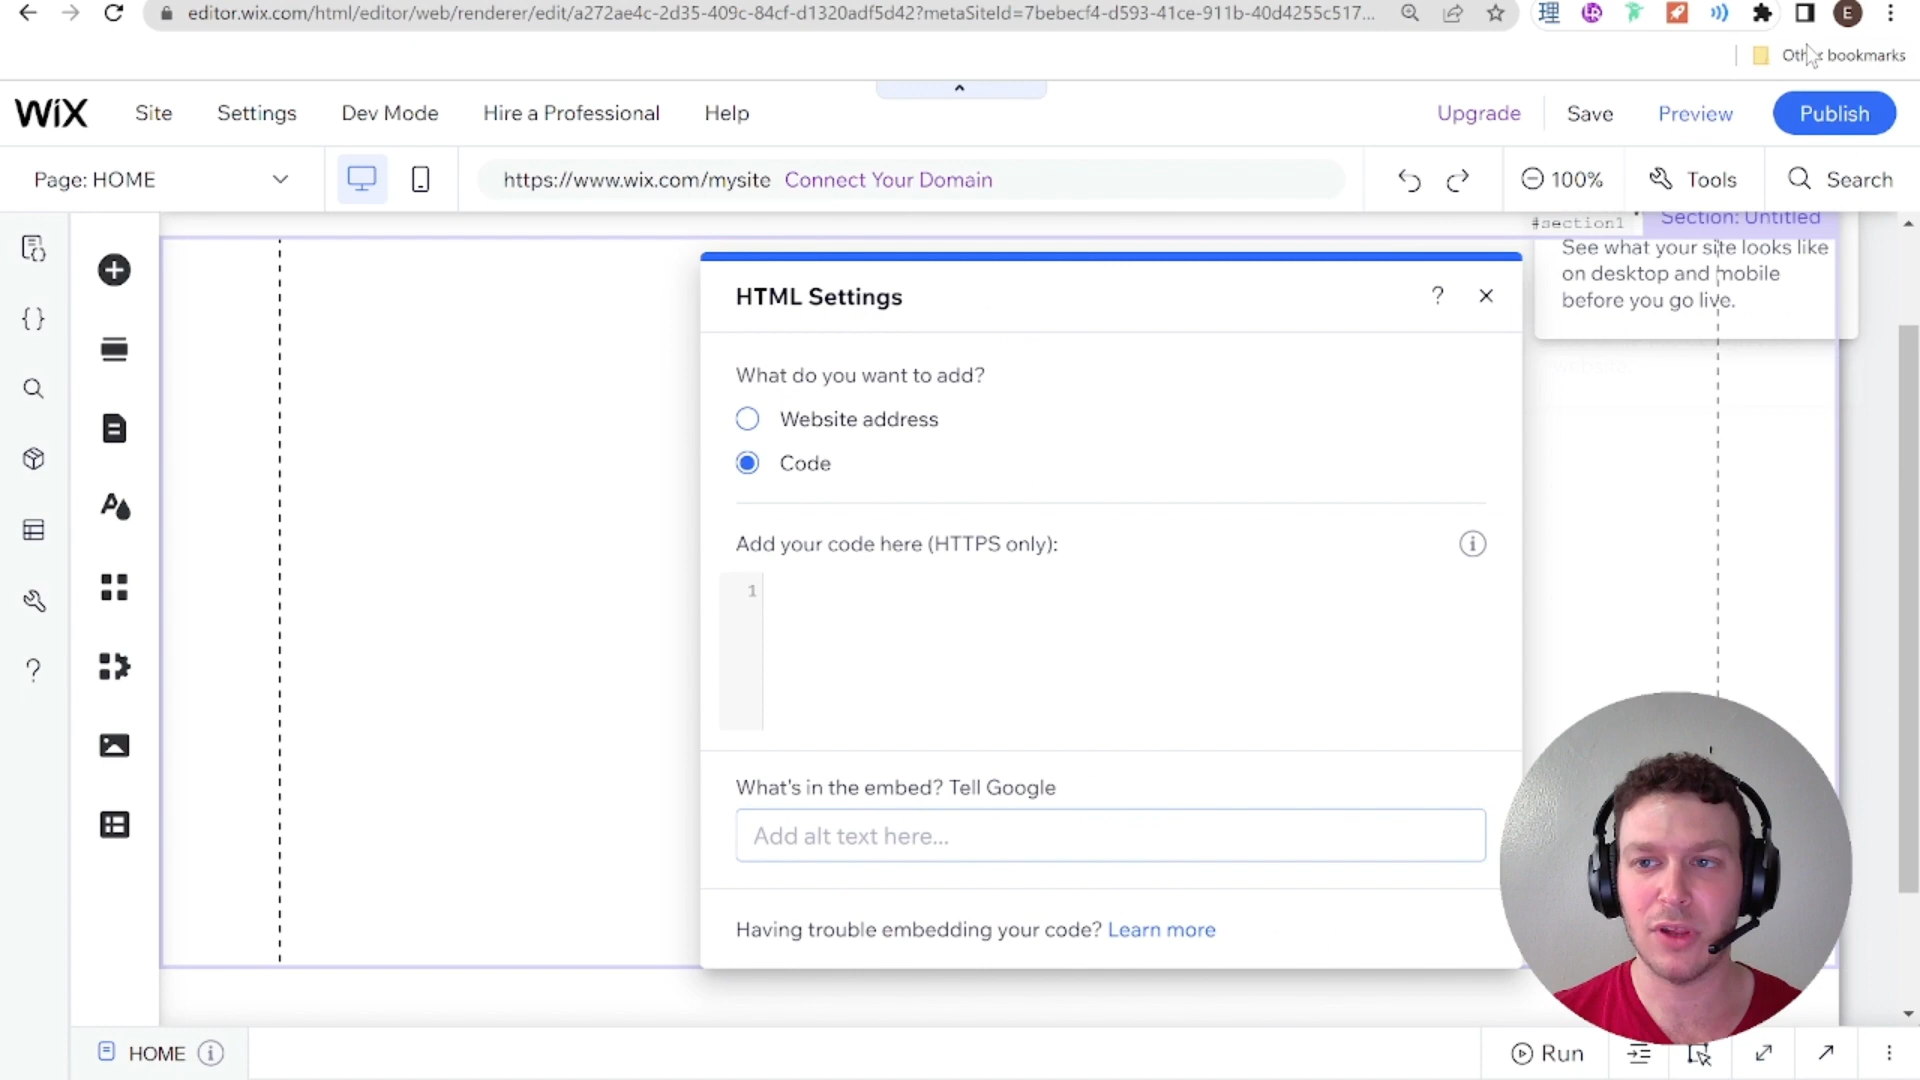 editor.wix.com/html/editor/web/renderer/edit/a272ae4c-2d35-409c-84cf-d1320adf5d42?metaSiteId=7bebecf4-d593-41ce-911b-40d4255c517...
理
E
Other bookmarks
WiX Site Settings Dev Mode Hire a Professional Help Upgrade Save Preview Publish
Page: HOME https://www.wix.com/mysite Connect Your Domain 100% Tools Search
#section1 Section: Untitled
See what your site looks like
on desktop and mobile
before you go live.
HTML Settings ?
What do you want to add?
Website address
Code
Add your code here (HTTPS only):
1
What's in the embed? Tell Google
Add alt text here...
Having trouble embedding your code? Learn more
HOME Run